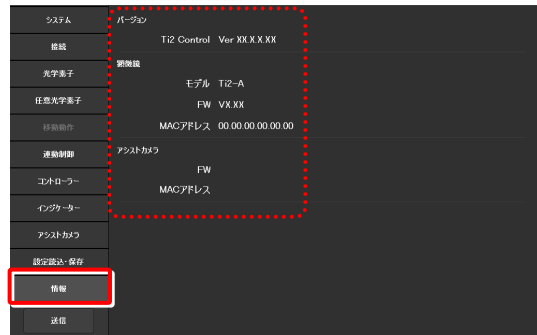 システム
接続
光学素子
任意光学素子
移動動作
連動制御
コントローラー
インジケーター
アシストカメラ
設定読込・保存
情報
送信
バージョン
Ti2 Control Ver XX.X.X.XX
顕微鏡
モデル Ti2-A
FW VX.XX
MACアドレス 00.00.00.00.00.00
アシストカメラ
FW
MACアドレス